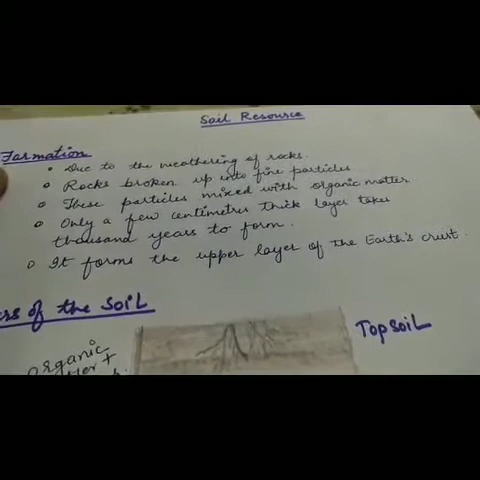 Soil Resource
Formation
Due to the weathering of rocks.
Rocks broken up into fine particles
These particles mixed with organic matter
Only a few centimetres thick layer takes
thousand years to form.
It forms the upper layer of the Earth's crust.
of the SOIL
Topsoil
Organic
+